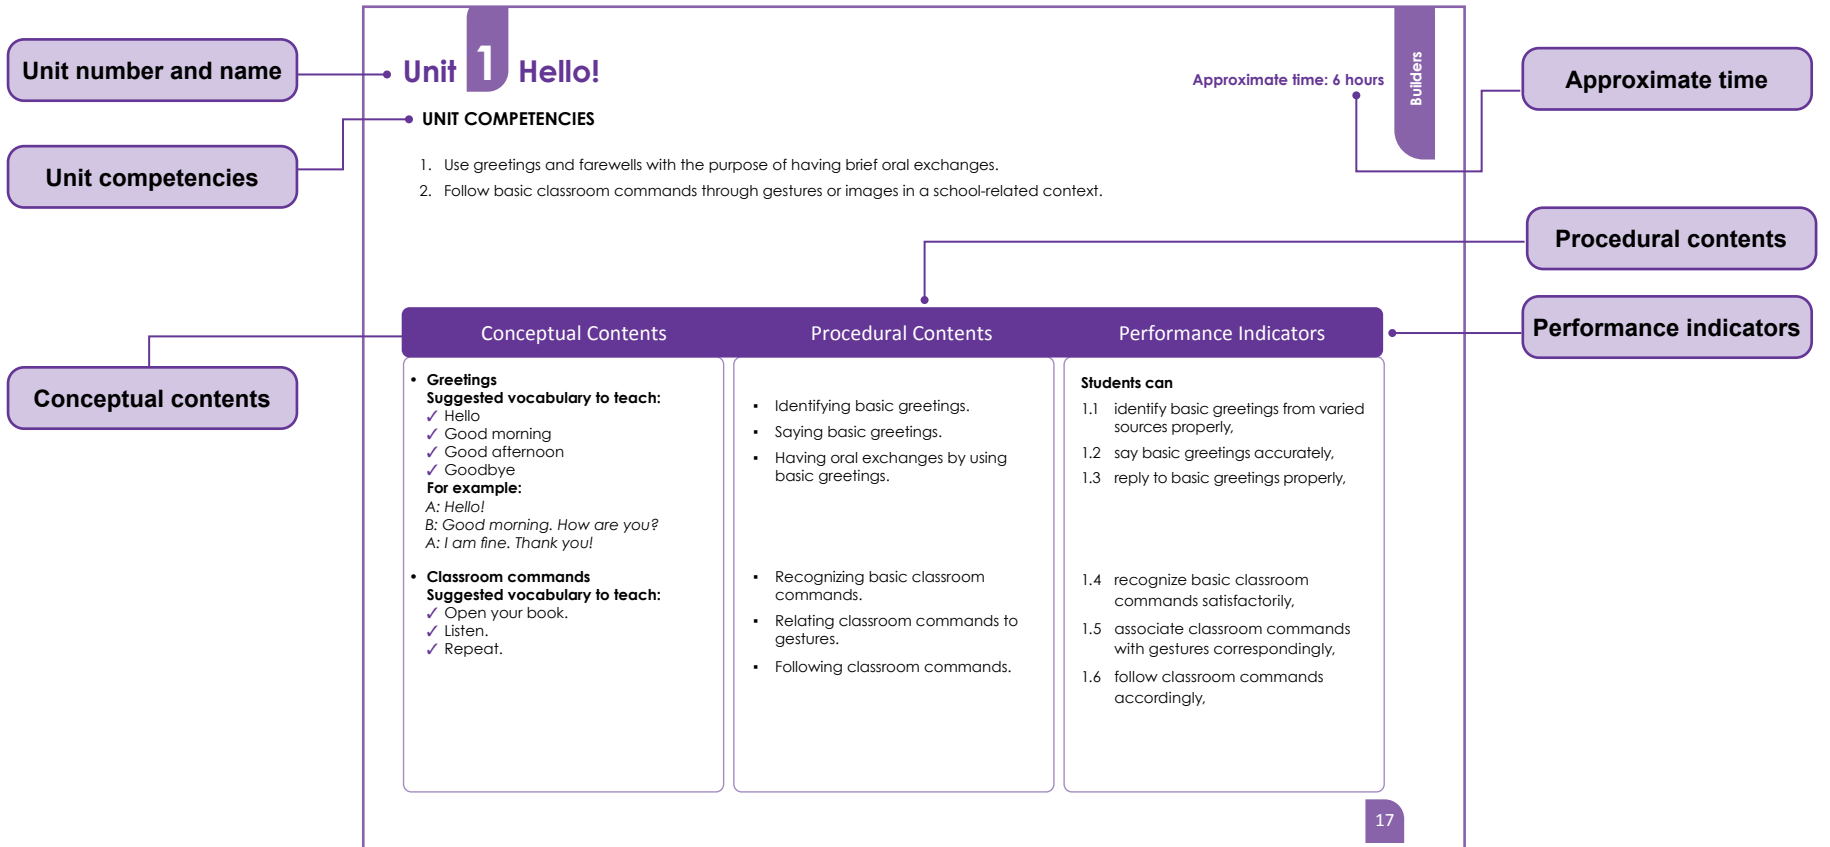 Unit number and name
Unit competencies
Conceptual contents
Unit 1 Hello!
Approximate time: 6 hours
Builders
UNIT COMPETENCIES
1. Use greetings and farewells with the purpose of having brief oral exchanges.
2. Follow basic classroom commands through gestures or images in a school-related context.
Approximate time
Procedural contents
Performance indicators
Conceptual Contents
• Greetings
Suggested vocabulary to teach:
✓ Hello
✓ Good morning
✓ Good afternoon
✓ Goodbye
For example:
A: Hello!
B: Good morning. How are you?
A: I am fine. Thank you!
• Classroom commands
Suggested vocabulary to teach:
✓ Open your book.
✓ Listen.
✓ Repeat.
Procedural Contents
▪ Identifying basic greetings.
▪ Saying basic greetings.
▪ Having oral exchanges by using
basic greetings.
▪ Recognizing basic classroom
commands.
▪ Relating classroom commands to
gestures.
▪ Following classroom commands.
Performance Indicators
Students can
1.1 identify basic greetings from varied
sources properly,
1.2 say basic greetings accurately,
1.3 reply to basic greetings properly,
1.4 recognize basic classroom
commands satisfactorily,
1.5 associate classroom commands
with gestures correspondingly,
1.6 follow classroom commands
accordingly,
17